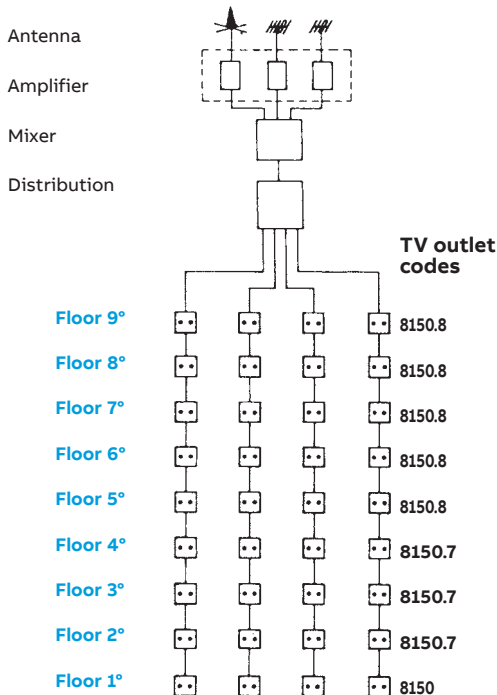 Antenna
Amplifier
Mixer
Distribution
TV outlet
codes
Floor 9° 8150.8
Floor 8° 8150.8
Floor 7° 8150.8
Floor 6° 8150.8
Floor 5° 8150.8
Floor 4° 8150.7
Floor 3° 8150.7
Floor 2° 8150.7
Floor 1° 8150